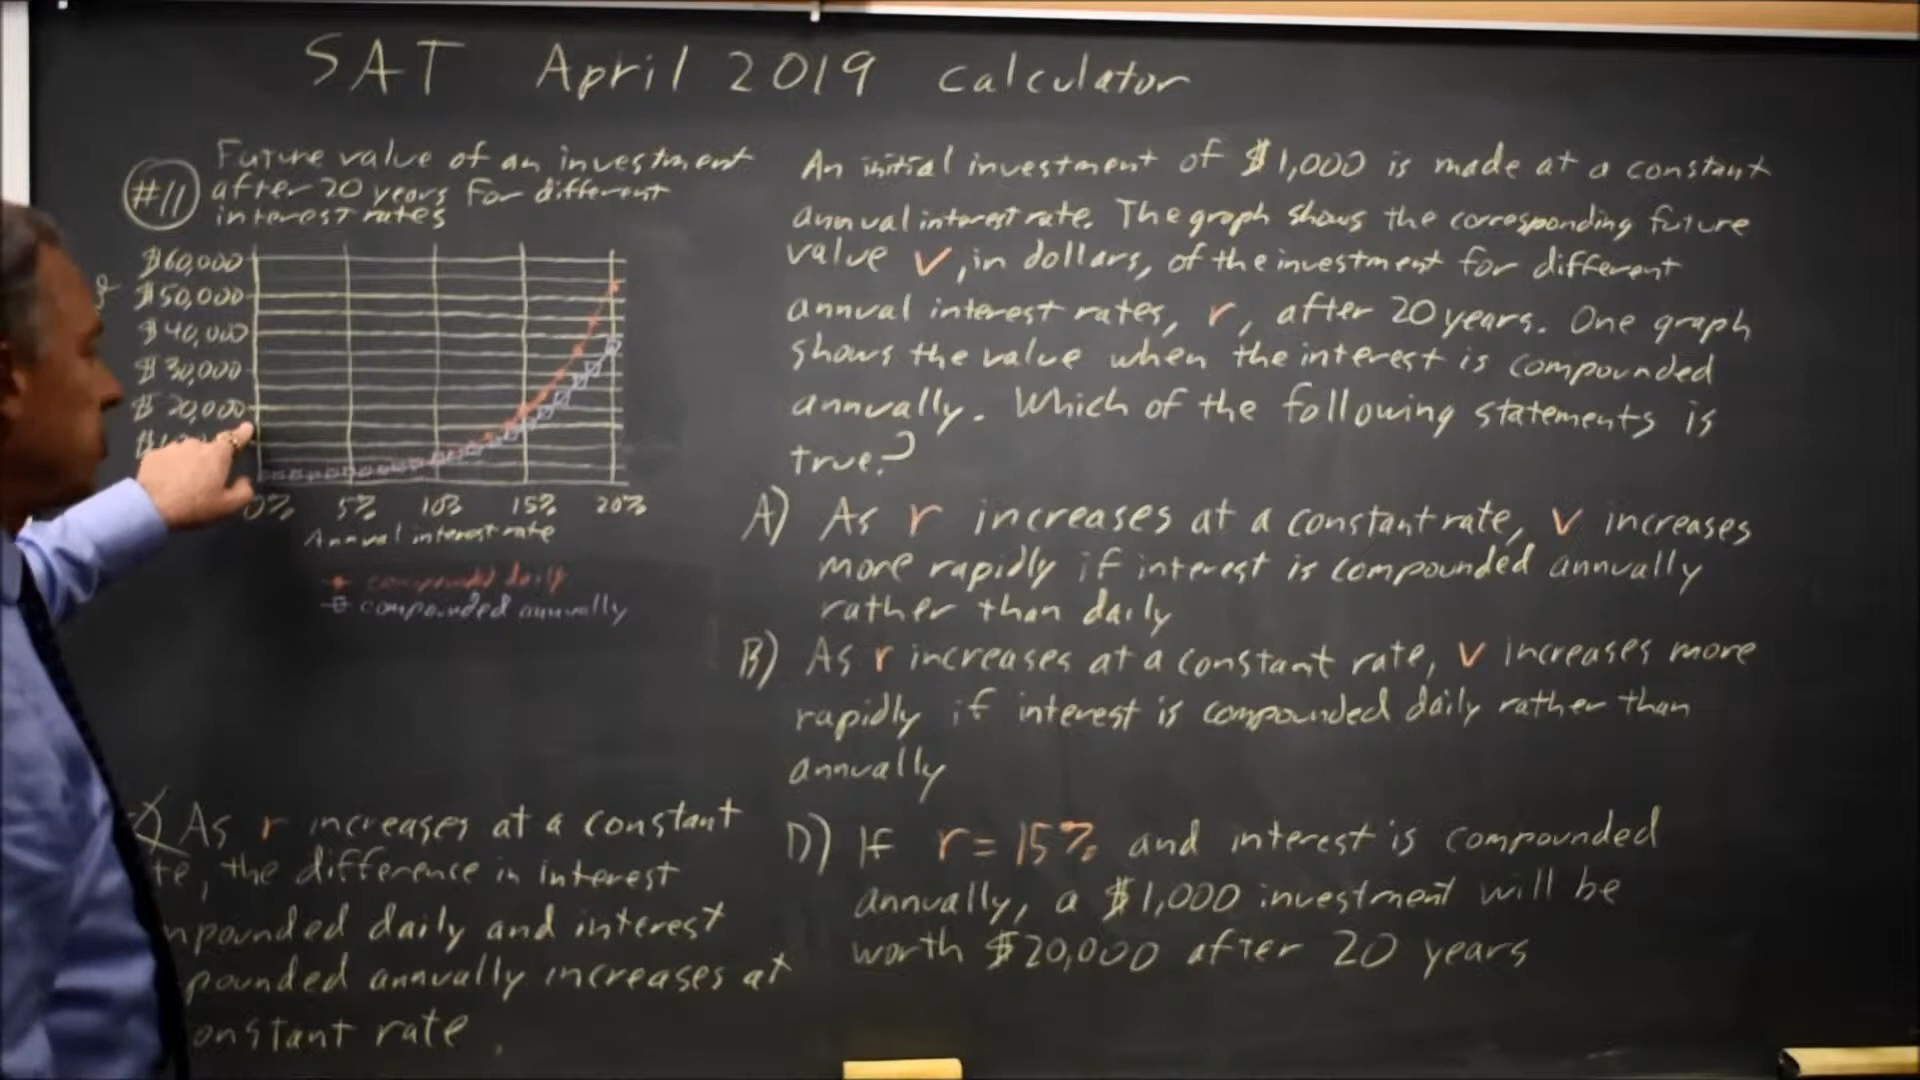 SAT April 2019 Calculator
#11
Future value of an investment
after 20 years for different
interest rates
$60,000
$50,000
$40,000
$30,000
$20,000
0% 5% 10% 15% 20%
Annual interest rate
compounded daily
compounded annually
As r increases at a constant
the difference in interest
daily and interest
annually increases at
rate.
An initial investment of $1,000 is made at a constant
annual interest rate. The graph shows the corresponding future
value v, in dollars, of the investment for different
annual interest rates, r, after 20 years. One graph
shows the value when the interest is compounded
annually. Which of the following statements is
true?
A) As r increases at a constant rate, v increases
more rapidly if interest is compounded annually
rather than daily
B) As r increases at a constant rate, v increases more
rapidly if interest is compounded daily rather than
annually
D) If r = 15% and interest is compounded
annually, a $1,000 investment will be
worth $20,000 after 20 years